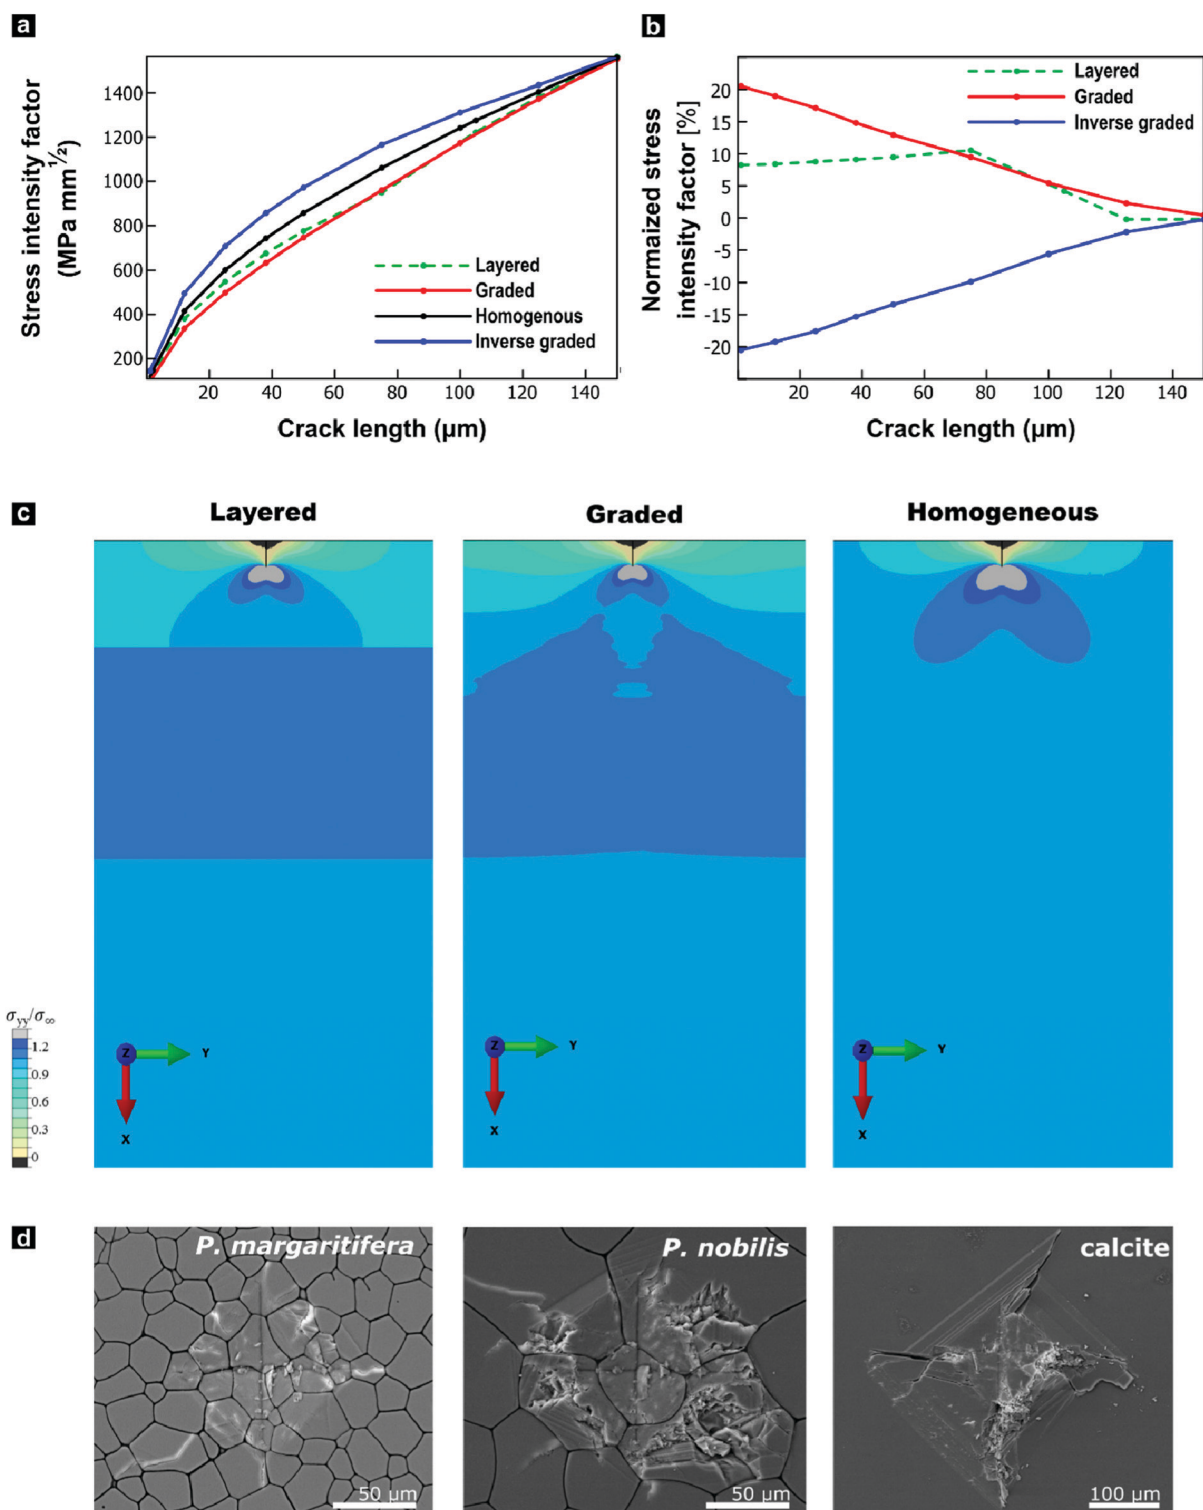 a
Stress intensity factor
(MPa mm½)
1400
1200
1000
800
600
400
200
20 40 60 80 100 120 140
Crack length (µm)
Layered
Graded
Homogenous
Inverse graded
b
Normaized stress
intensity factor [%]
20
15
10
5
0
-5
-10
-15
-20
20 40 60 80 100 120 140
Crack length (µm)
Layered
Graded
Inverse graded
c
Layered
Graded
Homogeneous
σyy/σ∞
1.2
0.9
0.6
0.3
0
Z Y
X
Z Y
X
Z Y
X
d
P. margaritifera
50 µm
P. nobilis
50 µm
calcite
100 µm